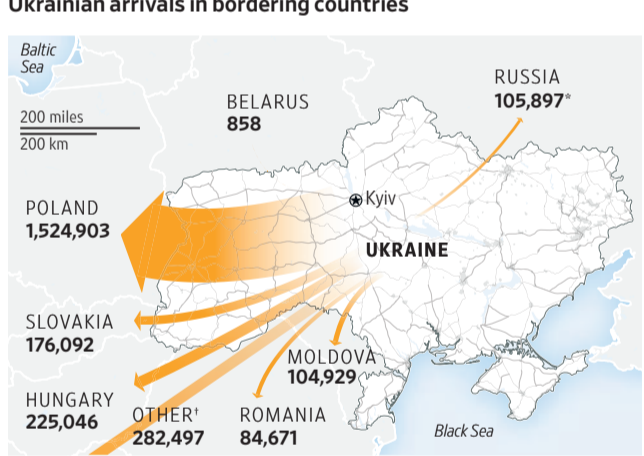 Ukrainian arrivals in bordering countries
Baltic
Sea
200 miles
200 km
BELARUS
858
RUSSIA
105,897*
Kyiv
POLAND
1,524,903
UKRAINE
SLOVAKIA
176,092
MOLDOVA
104,929
HUNGARY
225,046
OTHER†
282,497
ROMANIA
84,671
Black Sea